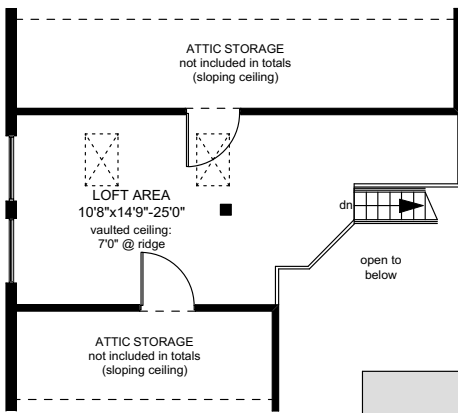 ATTIC STORAGE
not included in totals
(sloping ceiling)
LOFT AREA
10'8"x14'9"-25'0"
vaulted ceiling:
7'0" @ ridge
dn
open to
below
ATTIC STORAGE
not included in totals
(sloping ceiling)